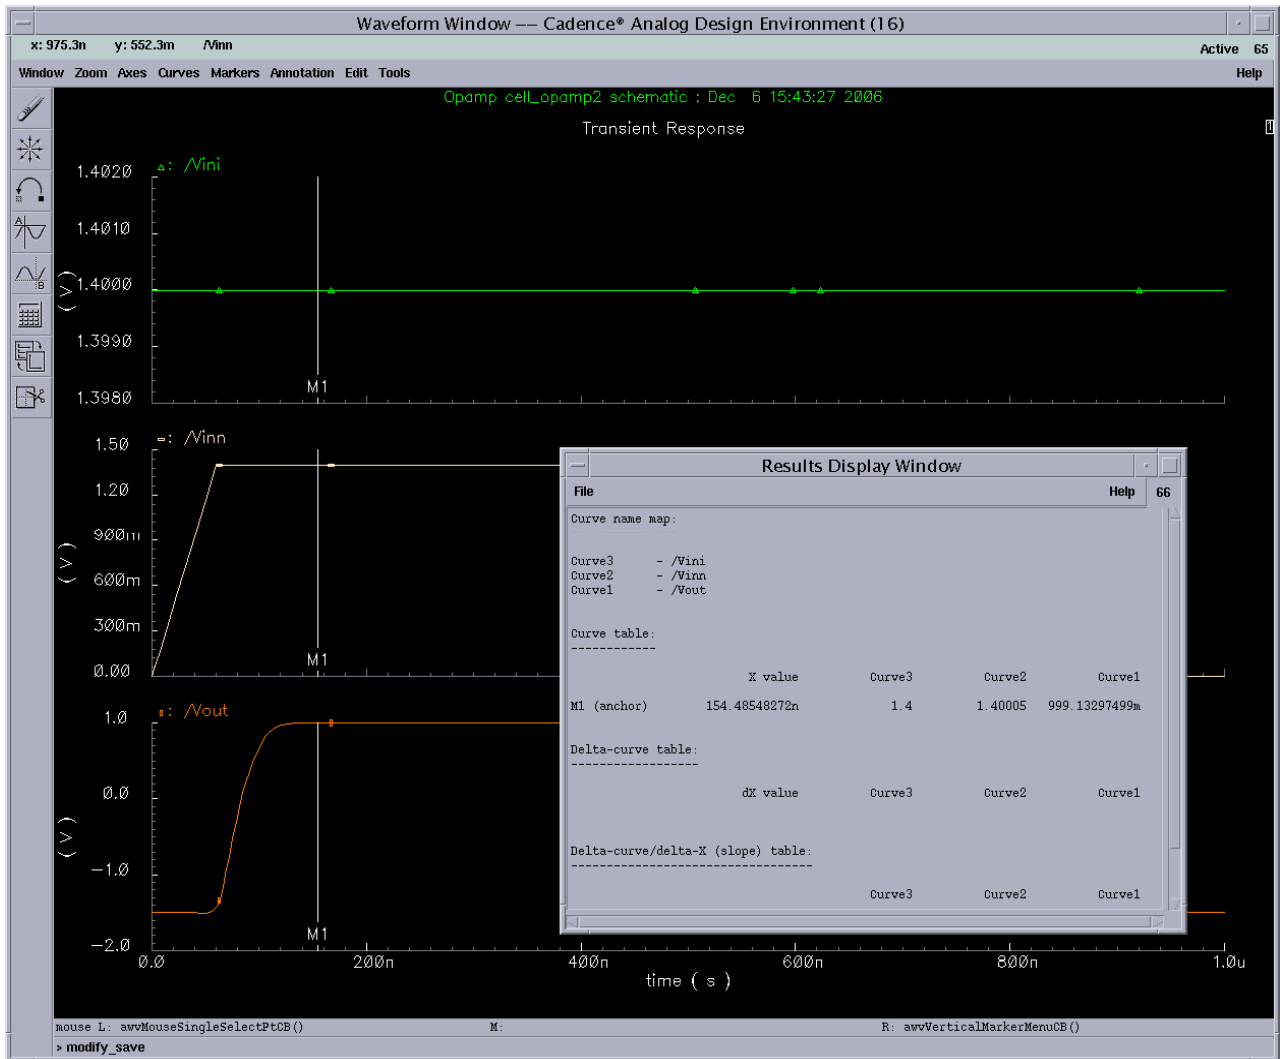 Waveform Window –– Cadence® Analog Design Environment (16)
x: 975.3n y: 552.3m /Vinn
Active 65
Window Zoom Axes Curves Markers Annotation Edit Tools Help
Opamp cell_opamp2 schematic : Dec 6 15:43:27 2006
Transient Response
1
△: /Vini
1.4020
1.4010
1.4000
1.3990
1.3980
(V)
M1
▫: /Vinn
1.50
1.20
900m
600m
300m
0.00
(V)
M1
▫: /Vout
1.0
0.0
−1.0
−2.0
(V)
M1
0.0 200n 400n 600n 800n 1.0u
time ( s )
Results Display Window
File Help 66
Curve name map:
Curve3 - /Vini
Curve2 - /Vinn
Curve1 - /Vout
Curve table:
------------
X value Curve3 Curve2 Curve1
M1 (anchor) 154.48548272n 1.4 1.40005 999.13297499m
Delta-curve table:
------------------
dX value Curve3 Curve2 Curve1
Delta-curve/delta-X (slope) table:
----------------------------------
Curve3 Curve2 Curve1
mouse L: awvMouseSingleSelectPtCB() M: R: awvVerticalMarkerMenuCB()
> modify_save
A
B